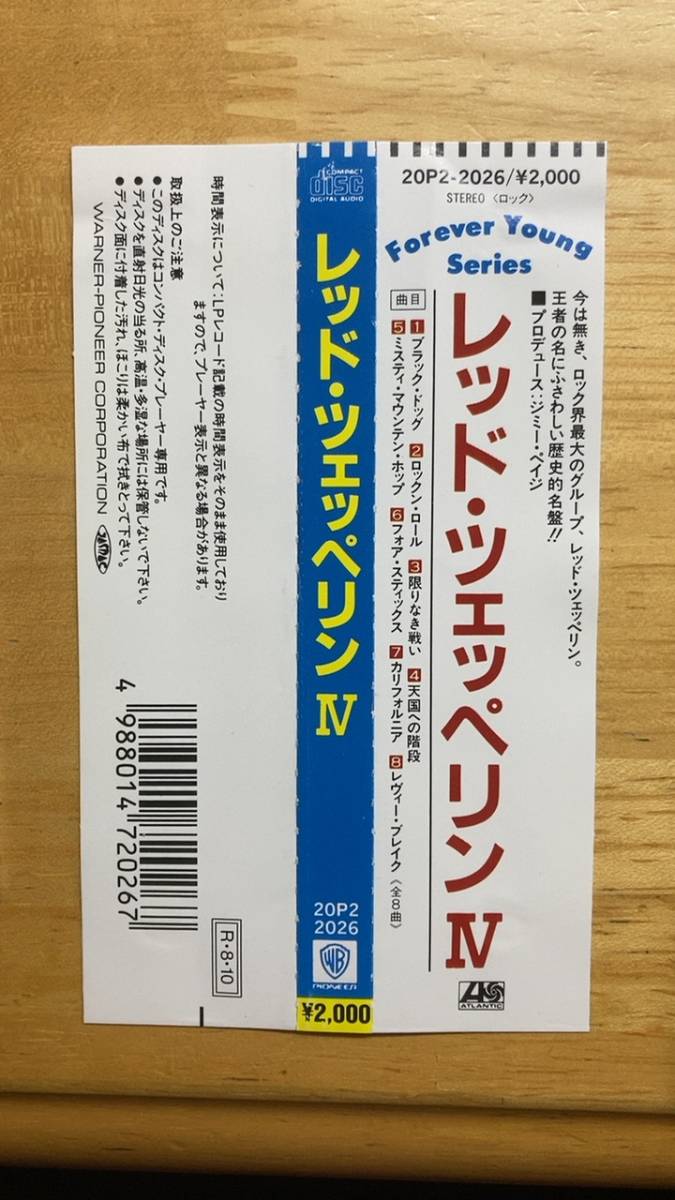 20P2-2026/¥2,000
STEREO〈ロック〉
Forever Young
Series
今は無き、ロック界最大のグループ、レッド・ツェッペリン。
王者の名にふさわしい歴史的名盤!!
■プロデュース:ジミー・ペイジ
レッド・ツェッペリン IV
ATLANTIC
曲目
1 ブラック・ドッグ 2 ロックン・ロール 3 限りなき戦い 4 天国への階段
5 ミスティ・マウンテン・ホップ 6 フォア・スティックス 7 カリフォルニア 8 レヴィー・ブレイク〈全8曲〉
COMPACT
disc
DIGITAL AUDIO
レッド・ツェッペリン IV
20P2
2026
WB
PIONEER
¥2,000
時間表示について:LPレコード記載の時間表示をそのまま使用しており
ますので、プレーヤー表示と異なる場合があります。
取扱上のご注意
●このディスクはコンパクト・ディスク・プレーヤー専用です。
●ディスクを直射日光の当る所、高温・多湿な場所には保管しないで下さい。
●ディスク面に付着した汚れ、ほこりは柔かい布で拭きとって下さい。
WARNER-PIONEER CORPORATION
JASRAC
4 988014 720267
R・8・10